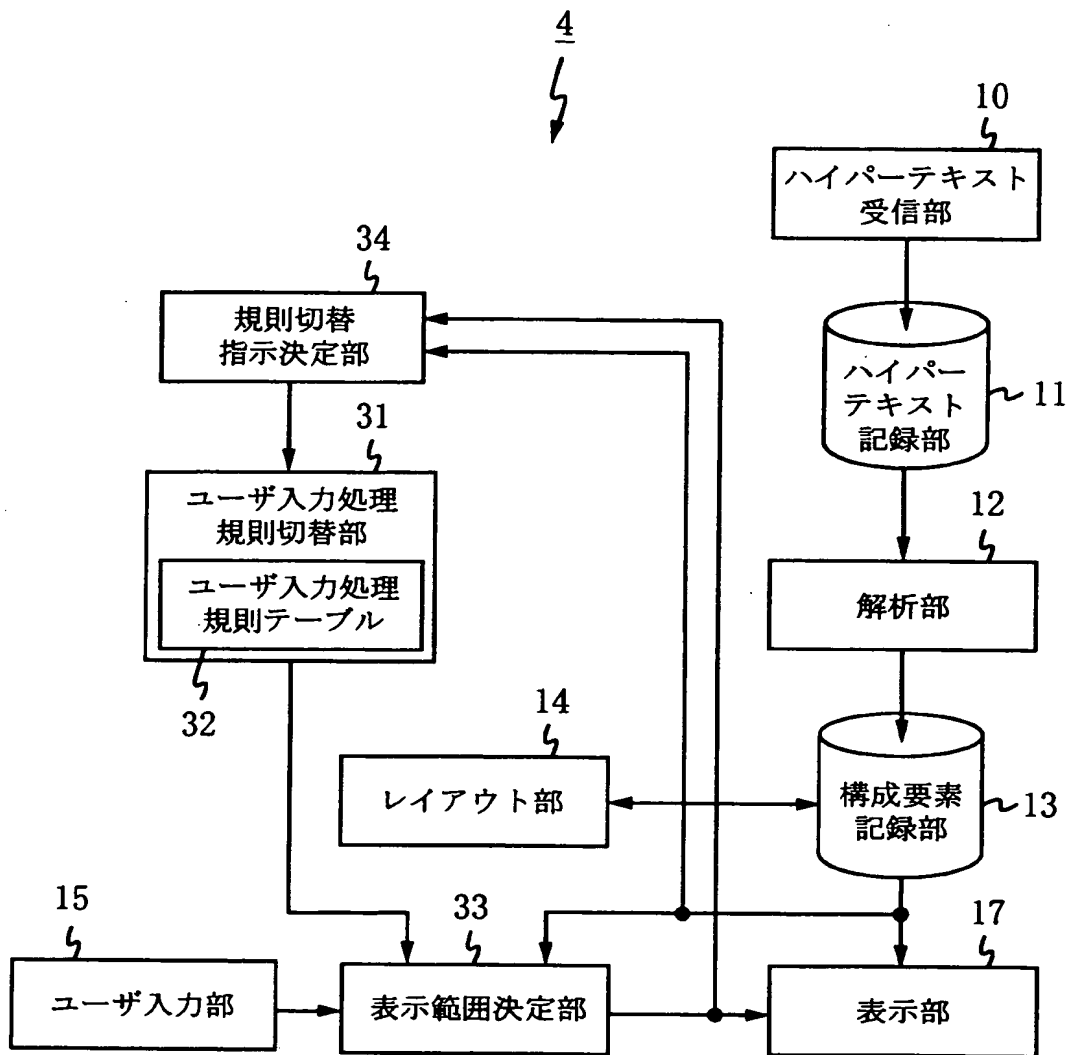 4
10
ハイパーテキスト
受信部
34
規則切替
指示決定部
ハイパー
テキスト
記録部
11
31
ユーザ入力処理
規則切替部
ユーザ入力処理
規則テーブル
32
12
解析部
14
レイアウト部
構成要素
記録部
13
15
ユーザ入力部
33
表示範囲決定部
17
表示部